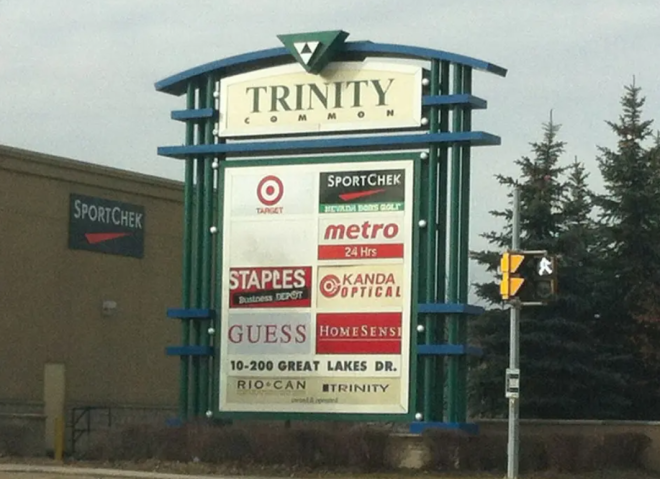 TRINITY
COMMON
SPORTCHEK
TARGET
SPORTCHEK
NEVADA BOBS GOLF
metro
24 Hrs
STAPLES
Business DEPOT
KANDA
OPTICAL
GUESS
HOMESENSE
10-200 GREAT LAKES DR.
RIO CAN
TRINITY